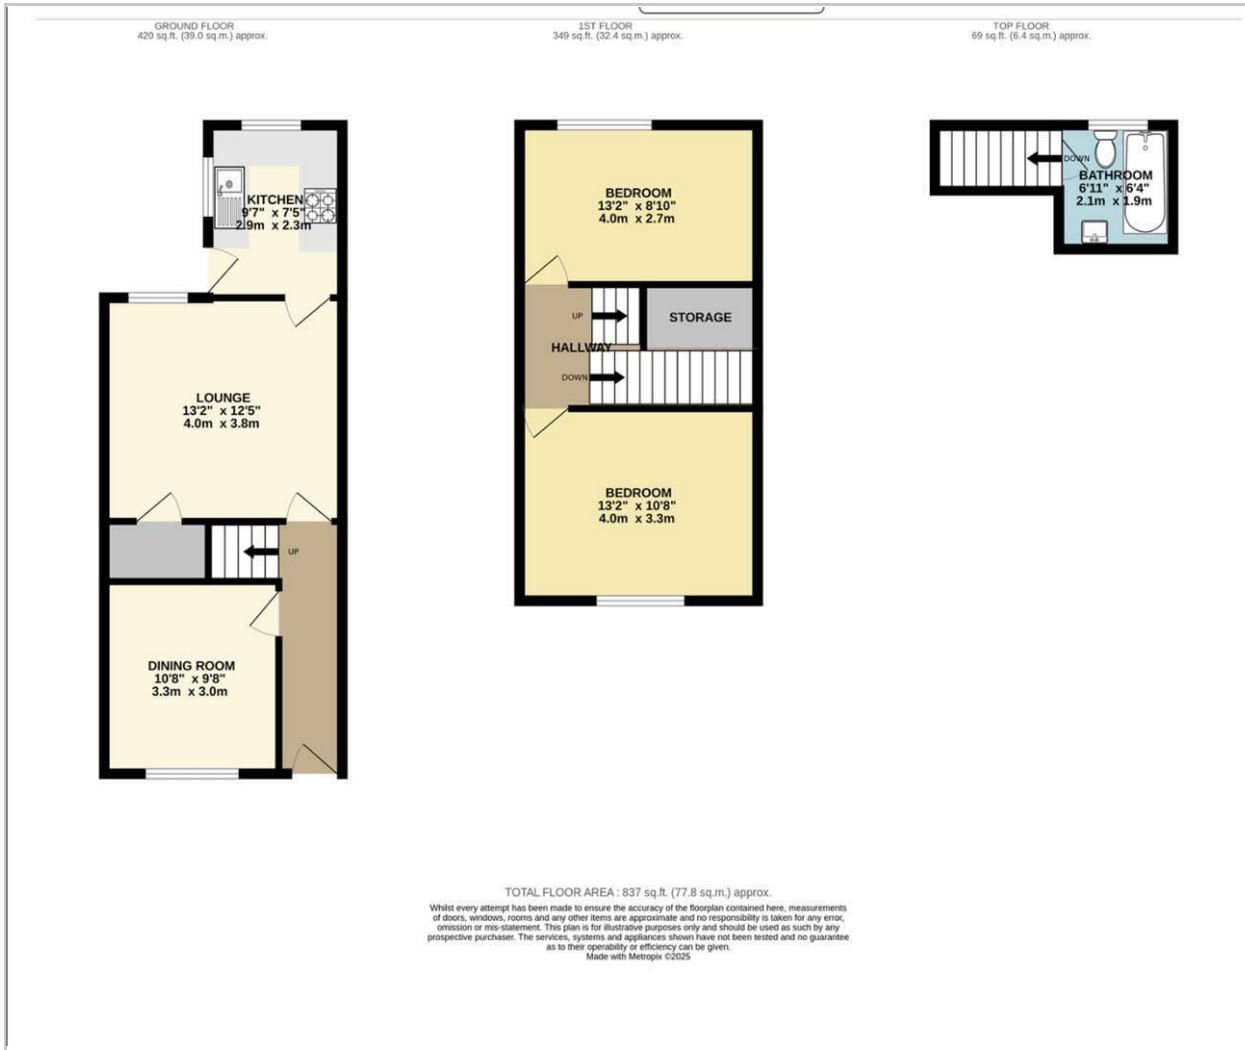 GROUND FLOOR
420 sq.ft. (39.0 sq.m.) approx.
1ST FLOOR
349 sq.ft. (32.4 sq.m.) approx.
TOP FLOOR
69 sq.ft. (6.4 sq.m.) approx.
KITCHEN
9'7" x 7'5"
2.9m x 2.3m
LOUNGE
13'2" x 12'5"
4.0m x 3.8m
UP
DINING ROOM
10'8" x 9'8"
3.3m x 3.0m
BEDROOM
13'2" x 8'10"
4.0m x 2.7m
UP
STORAGE
HALLWAY
DOWN
BEDROOM
13'2" x 10'8"
4.0m x 3.3m
DOWN
BATHROOM
6'11" x 6'4"
2.1m x 1.9m
TOTAL FLOOR AREA : 837 sq.ft. (77.8 sq.m.) approx.
Whilst every attempt has been made to ensure the accuracy of the floorplan contained here, measurements
of doors, windows, rooms and any other items are approximate and no responsibility is taken for any error,
omission or mis-statement. This plan is for illustrative purposes only and should be used as such by any
prospective purchaser. The services, systems and appliances shown have not been tested and no guarantee
as to their operability or efficiency can be given.
Made with Metropix ©2025